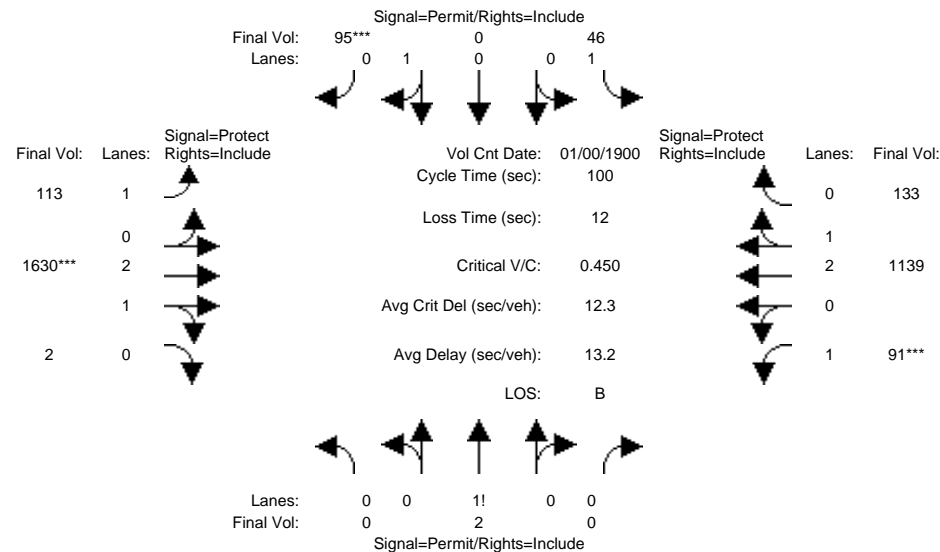 Signal=Permit/Rights=Include
Final Vol: 95*** 0 46
Lanes: 0 1 0 0 1
Signal=Protect Signal=Protect
Final Vol: Lanes: Rights=Include Vol Cnt Date: 01/00/1900 Rights=Include Lanes: Final Vol:
Cycle Time (sec): 100
113 1 0 133
Loss Time (sec): 12
0 1
1630*** 2 Critical V/C: 0.450 2 1139
1 Avg Crit Del (sec/veh): 12.3 0
2 0 Avg Delay (sec/veh): 13.2 1 91***
LOS: B
Lanes: 0 0 1! 0 0
Final Vol: 0 2 0
Signal=Permit/Rights=Include